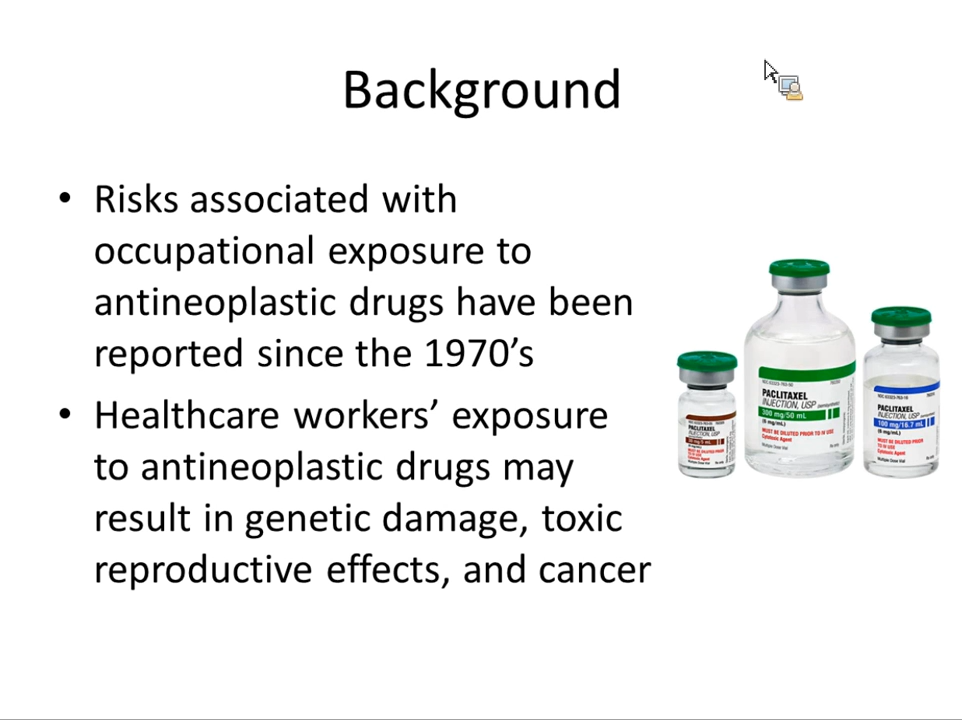 Background
• Risks associated with
occupational exposure to
antineoplastic drugs have been
reported since the 1970’s
• Healthcare workers’ exposure
to antineoplastic drugs may
result in genetic damage, toxic
reproductive effects, and cancer
PACLITAXEL
INJECTION, USP
300 mg/50 mL
(6 mg/mL)
MUST BE DILUTED PRIOR TO IV USE
Cytotoxic Agent
Multiple Dose Vial
PACLITAXEL
INJECTION, USP
100 mg/16.7 mL
(6 mg/mL)
MUST BE DILUTED PRIOR
TO IV USE
Cytotoxic Agent
Multiple Dose Vial
PACLITAXEL
INJECTION, USP
MUST BE DILUTED PRIOR
TO IV USE
Cytotoxic Agent